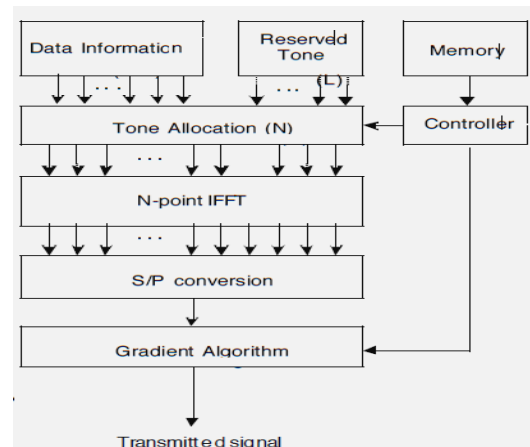 Data Information
Reserved
Tone
Memory
...
...
(L)
Tone Allocation (N)
Controller
...
N-point IFFT
...
S/P conversion
Gradient Algorithm
Transmitted signal